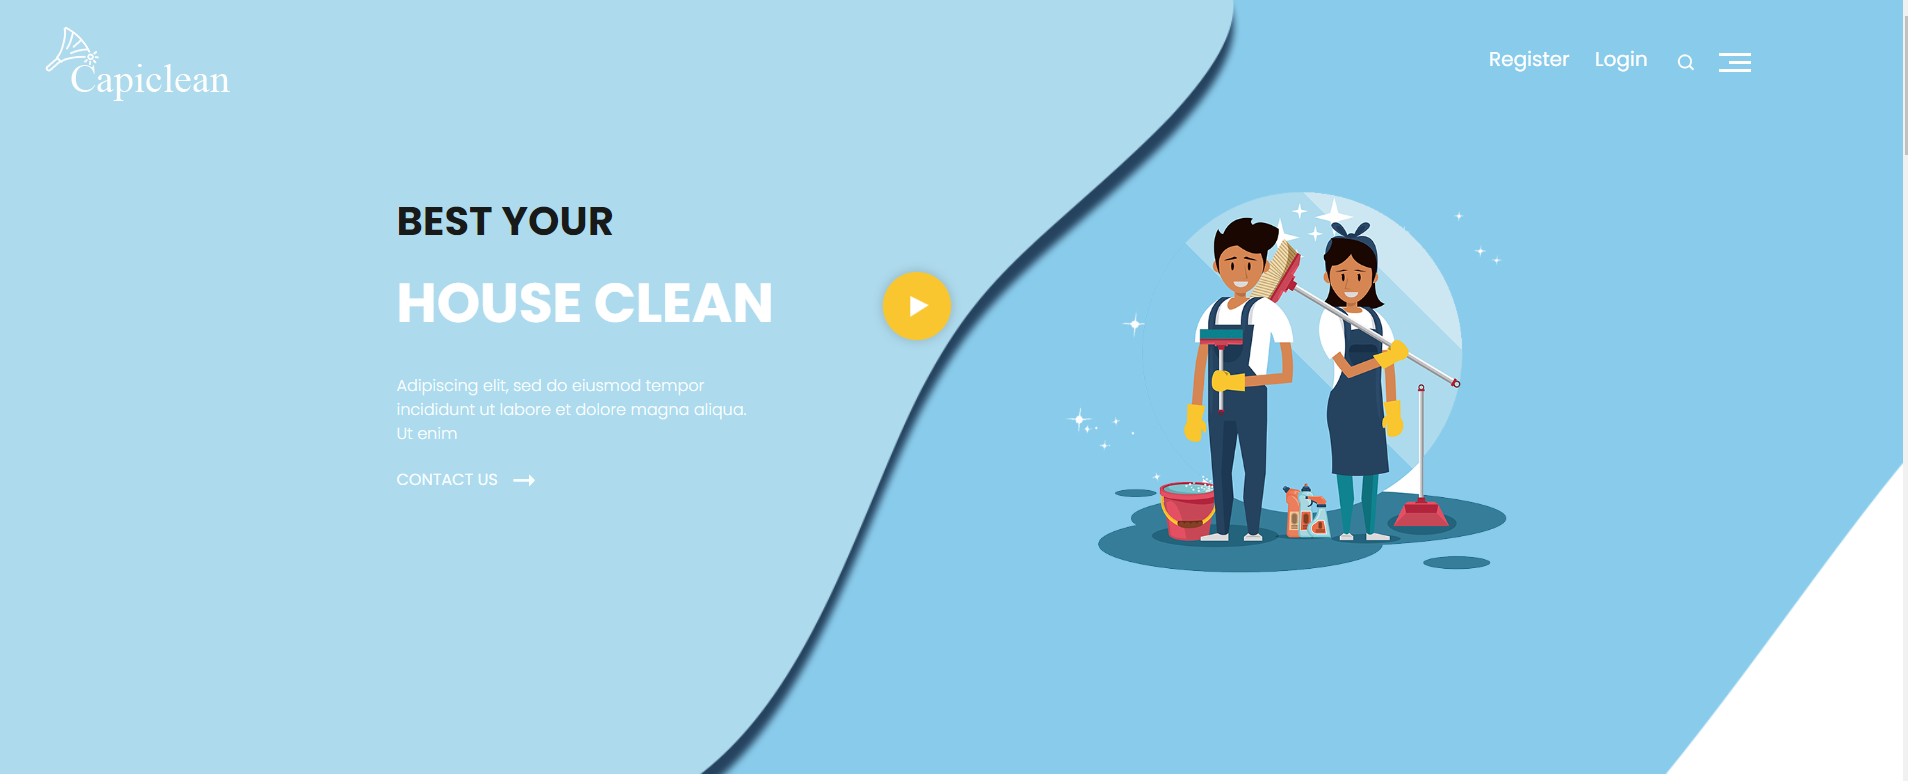 Capiclean
Register Login
BEST YOUR
HOUSE CLEAN
Adipiscing elit, sed do eiusmod tempor
incididunt ut labore et dolore magna aliqua.
Ut enim
CONTACT US